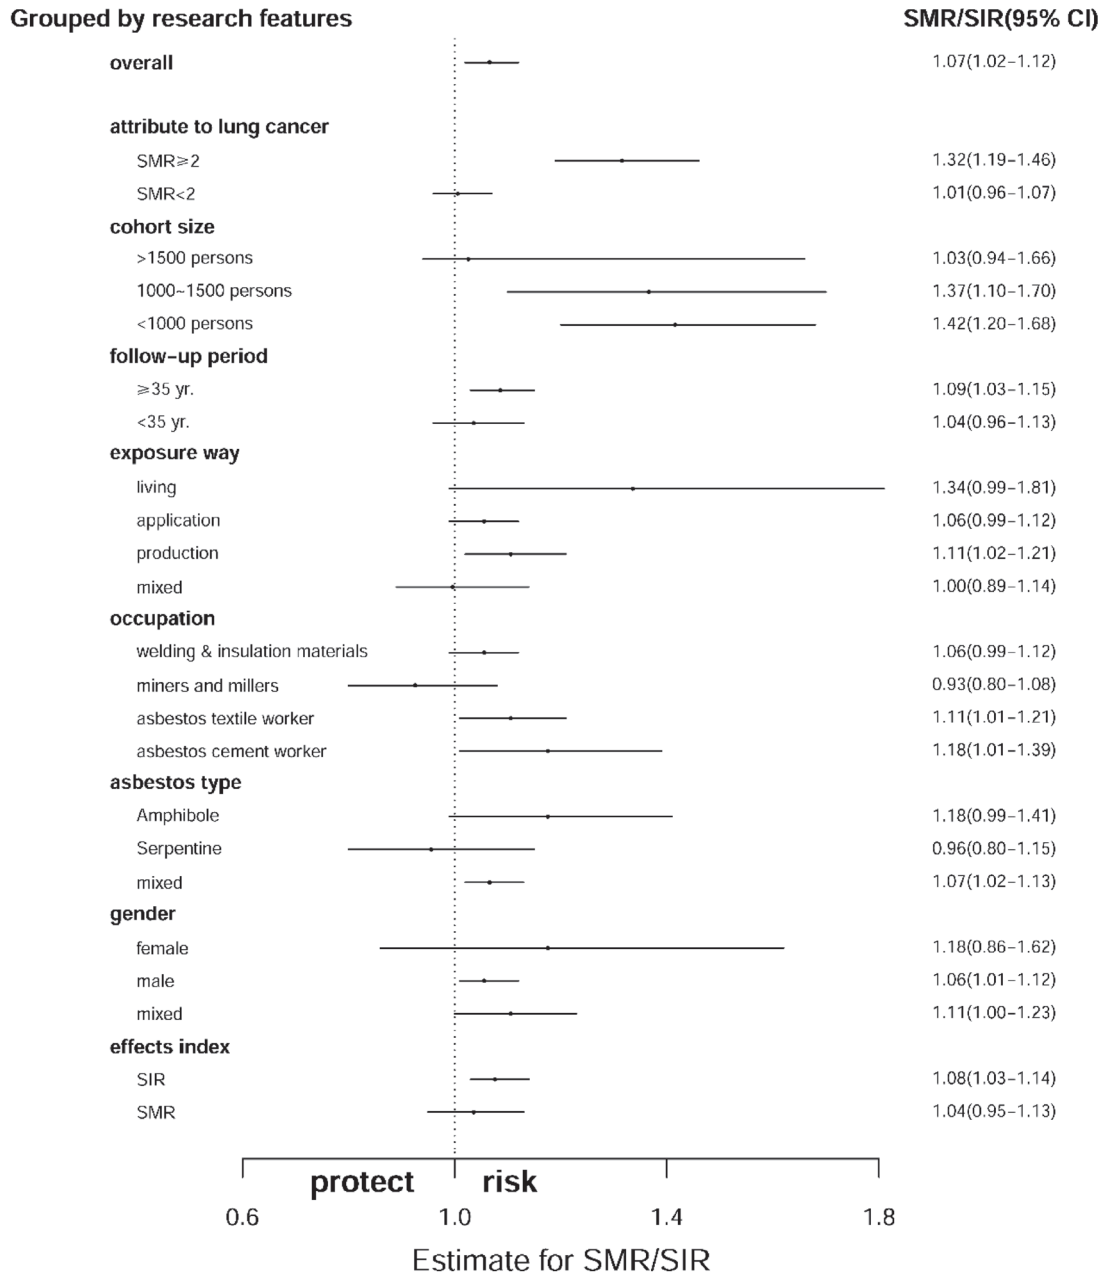 Grouped by research features SMR/SIR(95% CI)
overall 1.07(1.02−1.12)
attribute to lung cancer
SMR⩾2 1.32(1.19−1.46)
SMR<2 1.01(0.96−1.07)
cohort size
>1500 persons 1.03(0.94−1.66)
1000~1500 persons 1.37(1.10−1.70)
<1000 persons 1.42(1.20−1.68)
follow−up period
⩾35 yr. 1.09(1.03−1.15)
<35 yr. 1.04(0.96−1.13)
exposure way
living 1.34(0.99−1.81)
application 1.06(0.99−1.12)
production 1.11(1.02−1.21)
mixed 1.00(0.89−1.14)
occupation
welding & insulation materials 1.06(0.99−1.12)
miners and millers 0.93(0.80−1.08)
asbestos textile worker 1.11(1.01−1.21)
asbestos cement worker 1.18(1.01−1.39)
asbestos type
Amphibole 1.18(0.99−1.41)
Serpentine 0.96(0.80−1.15)
mixed 1.07(1.02−1.13)
gender
female 1.18(0.86−1.62)
male 1.06(1.01−1.12)
mixed 1.11(1.00−1.23)
effects index
SIR 1.08(1.03−1.14)
SMR 1.04(0.95−1.13)
protect risk
0.6 1.0 1.4 1.8
Estimate for SMR/SIR